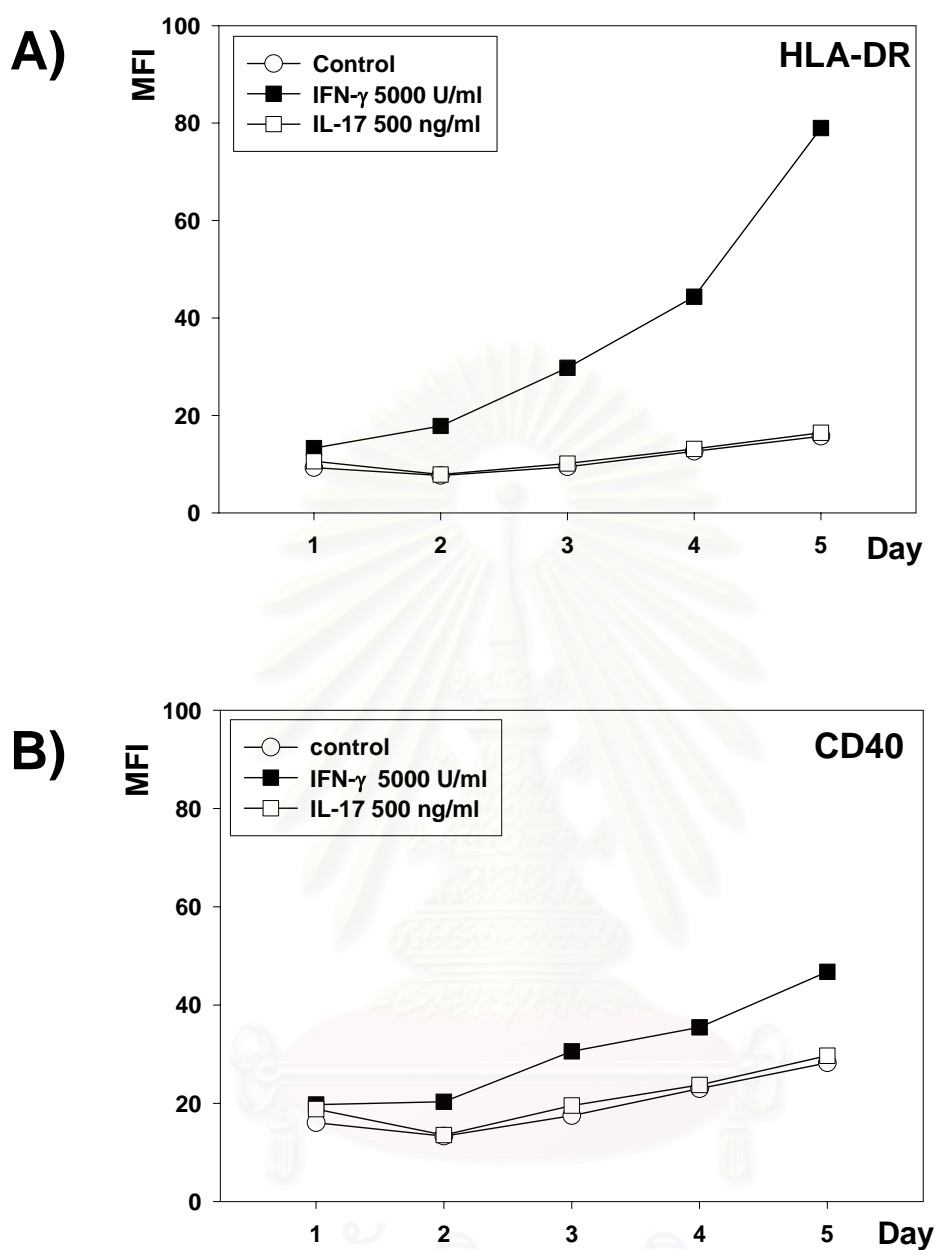 A)
MFI
HLA-DR
Control
IFN-γ 5000 U/ml
IL-17 500 ng/ml
100
80
60
40
20
0
1 2 3 4 5 Day
B)
MFI
CD40
control
IFN-γ 5000 U/ml
IL-17 500 ng/ml
100
80
60
40
20
0
1 2 3 4 5 Day